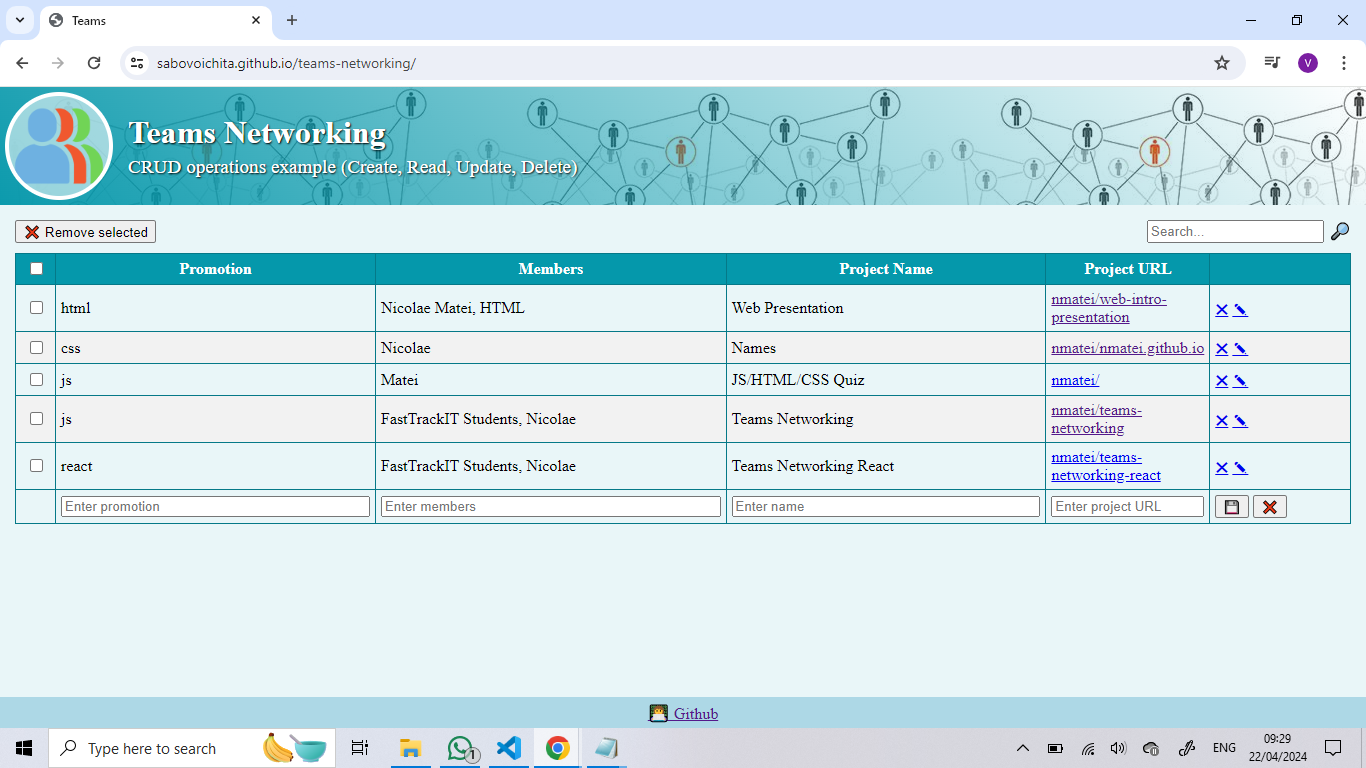 Teams
sabovoichita.github.io/teams-networking/
V
Teams Networking
CRUD operations example (Create, Read, Update, Delete)
Remove selected
Search...
Promotion Members Project Name Project URL
html Nicolae Matei, HTML Web Presentation nmatei/web-intro-
presentation
css Nicolae Names nmatei/nmatei.github.io
js Matei JS/HTML/CSS Quiz nmatei/
js FastTrackIT Students, Nicolae Teams Networking nmatei/teams-
networking
react FastTrackIT Students, Nicolae Teams Networking React nmatei/teams-
networking-react
Enter promotion Enter members Enter name Enter project URL
Github
Type here to search
1
ENG
09:29
22/04/2024